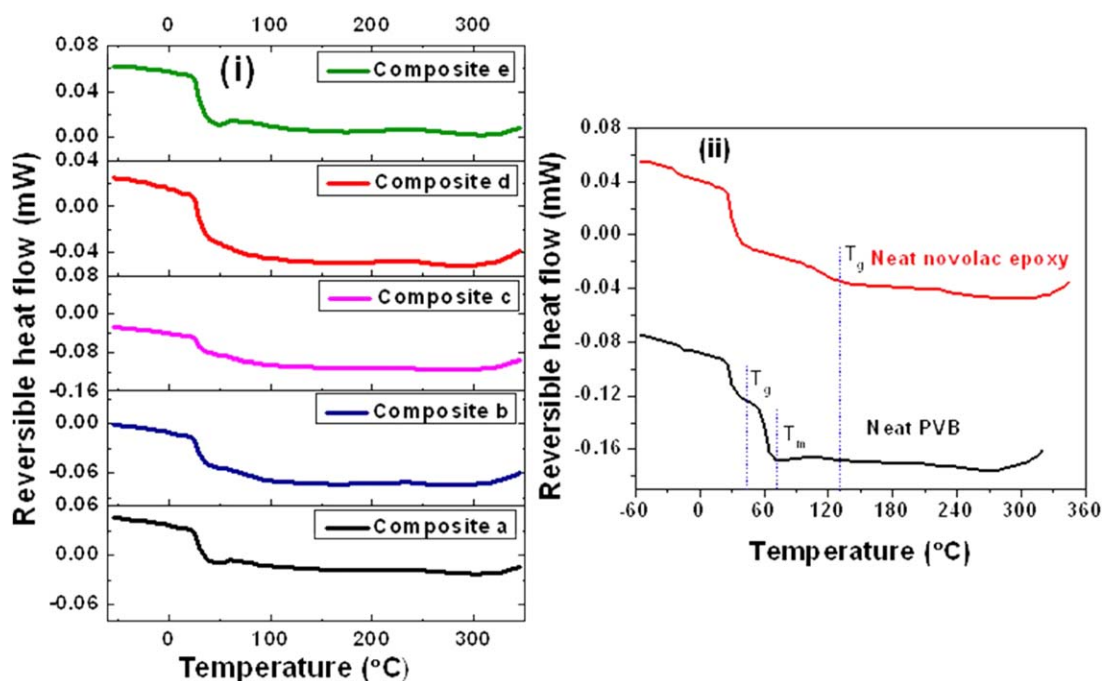 0 100 200 300
(i)
0.08
0.04
0.00
Composite e
0.04
0.00
-0.04
Composite d
0.08
0.00
-0.08
-0.16
Composite c
0.00
-0.06
Composite b
0.06
0.00
-0.06
Composite a
0 100 200 300
Temperature (°C)
Reversible heat flow (mW)
(ii)
0.08
0.04
0.00
-0.04
-0.08
-0.12
-0.16
Tg Neat novolac epoxy
Tg
Tm
Neat PVB
-60 0 60 120 180 240 300 360
Temperature (°C)
Reversible heat flow (mW)